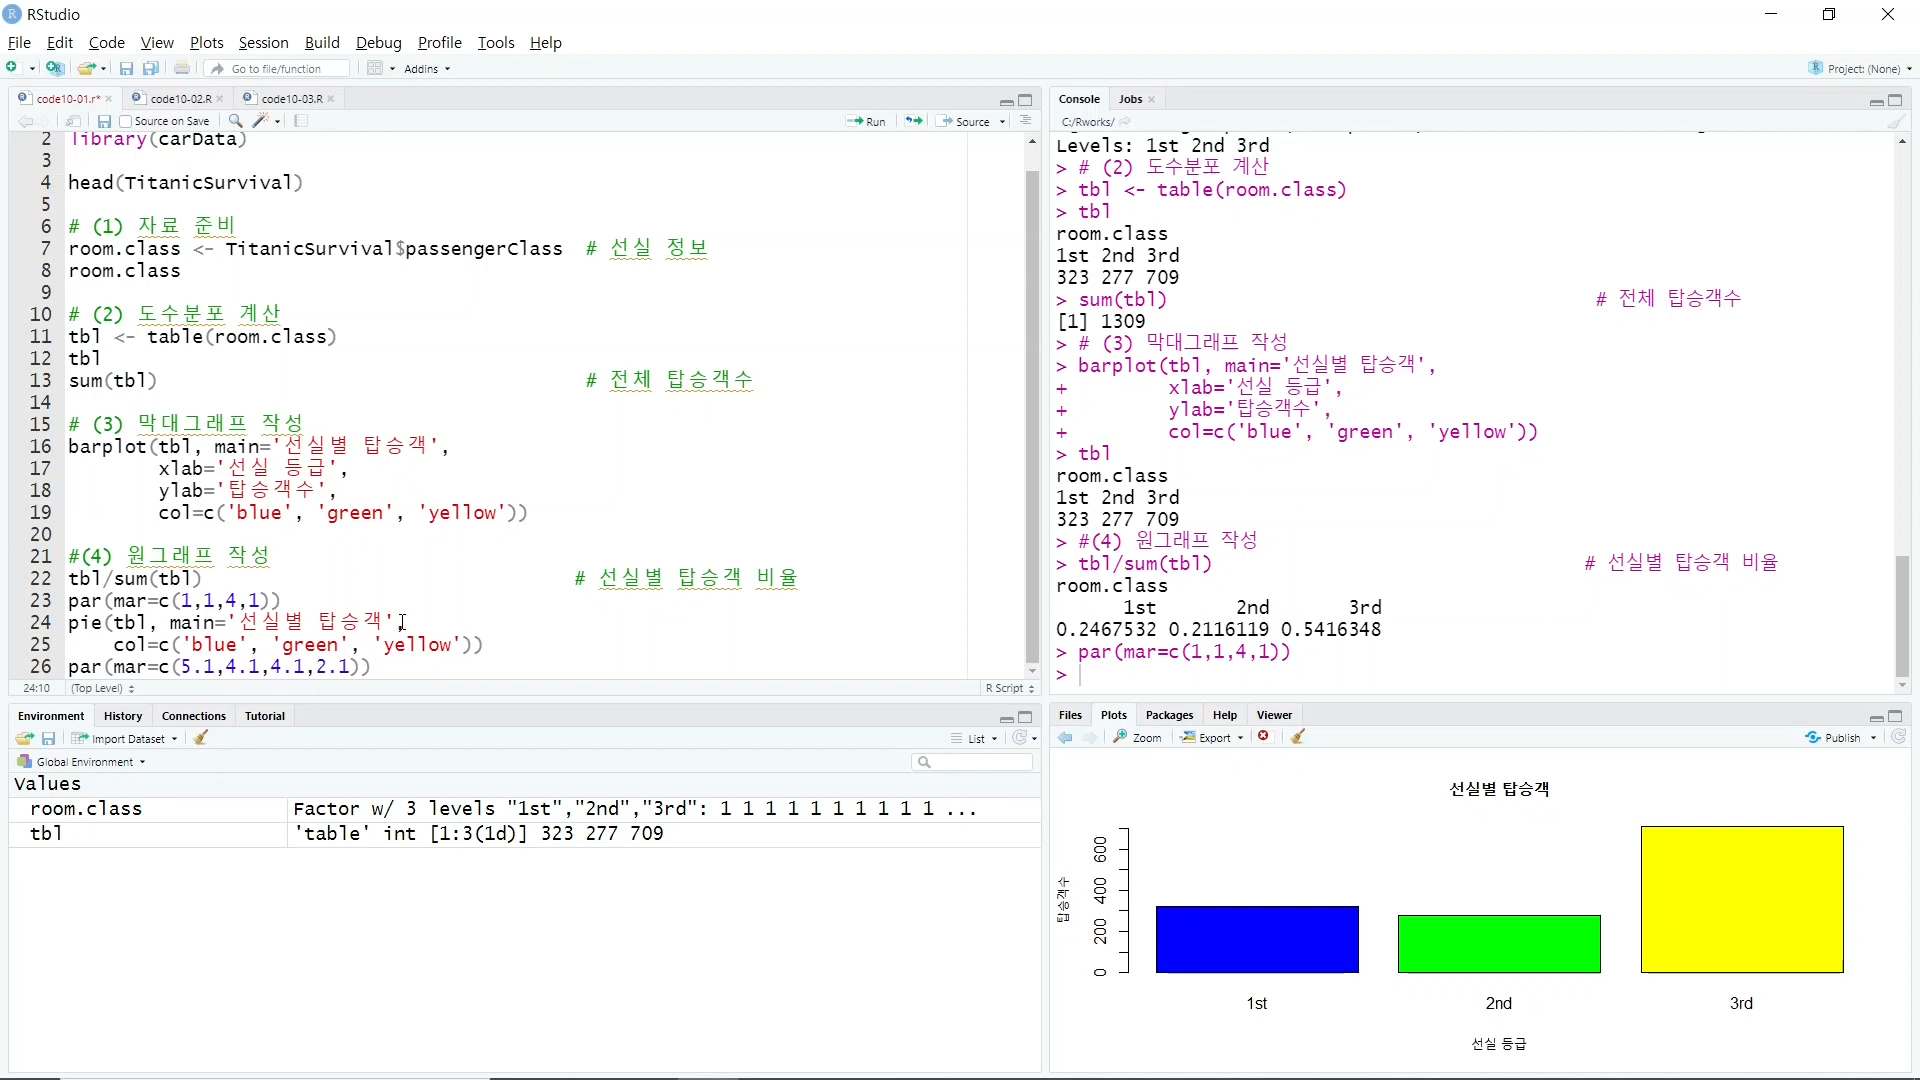 RStudio
File Edit Code View Plots Session Build Debug Profile Tools Help
Go to file/function Addins Project: (None)
code10-01.r* code10-02.R code10-03.R
Source on Save Run Source
2 library(carData)
3
4 head(TitanicSurvival)
5
6 # (1) 자료 준비
7 room.class <- TitanicSurvival$passengerClass # 선실 정보
8 room.class
9
10 # (2) 도수분포 계산
11 tbl <- table(room.class)
12 tbl
13 sum(tbl) # 전체 탑승객수
14
15 # (3) 막대그래프 작성
16 barplot(tbl, main='선실별 탑승객',
17 xlab='선실 등급',
18 ylab='탑승객수',
19 col=c('blue', 'green', 'yellow'))
20
21 #(4) 원그래프 작성
22 tbl/sum(tbl) # 선실별 탑승객 비율
23 par(mar=c(1,1,4,1))
24 pie(tbl, main='선실별 탑승객',
25 col=c('blue', 'green', 'yellow'))
26 par(mar=c(5.1,4.1,4.1,2.1))
24:10 (Top Level) R Script
Console Jobs
C:/Rworks/
Levels: 1st 2nd 3rd
> # (2) 도수분포 계산
> tbl <- table(room.class)
> tbl
room.class
1st 2nd 3rd
323 277 709
> sum(tbl) # 전체 탑승객수
[1] 1309
> # (3) 막대그래프 작성
> barplot(tbl, main='선실별 탑승객',
+ xlab='선실 등급',
+ ylab='탑승객수',
+ col=c('blue', 'green', 'yellow'))
> tbl
room.class
1st 2nd 3rd
323 277 709
> #(4) 원그래프 작성
> tbl/sum(tbl) # 선실별 탑승객 비율
room.class
1st 2nd 3rd
0.2467532 0.2116119 0.5416348
> par(mar=c(1,1,4,1))
>
Environment History Connections Tutorial
Import Dataset List
Global Environment
Values
room.class Factor w/ 3 levels "1st","2nd","3rd": 1 1 1 1 1 1 1 1 1 1 ...
tbl 'table' int [1:3(1d)] 323 277 709
Files Plots Packages Help Viewer
Zoom Export Publish
선실별 탑승객
탑승객수
600
400
200
0
1st 2nd 3rd
선실 등급